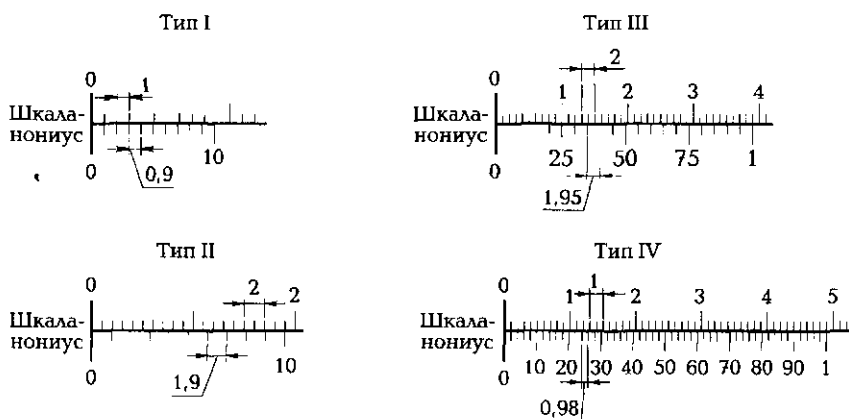 Тип I
0
1
Шкала-
нониус
10
0
0,9
Тип III
0
2
1 2 3 4
Шкала-
нониус
25 50 75 1
0
1,95
Тип II
0
2 2
Шкала-
нониус
10
0
1,9
Тип IV
0
1
1 2 3 4 5
Шкала-
нониус
10 20 30 40 50 60 70 80 90 1
0
0,98